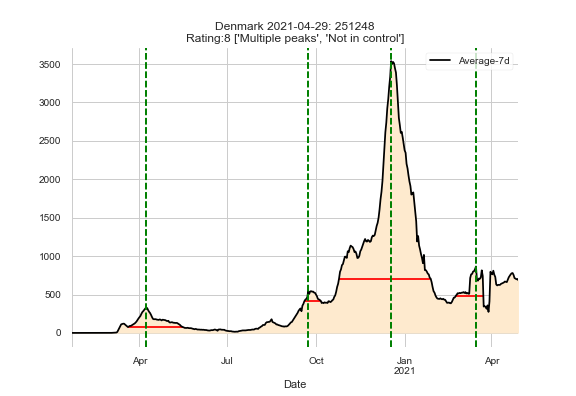 Denmark 2021-04-29: 251248
Rating:8 ['Multiple peaks', 'Not in control']
Average-7d
3500
3000
2500
2000
1500
1000
500
0
Apr
Jul
Oct
Jan
2021
Apr
Date